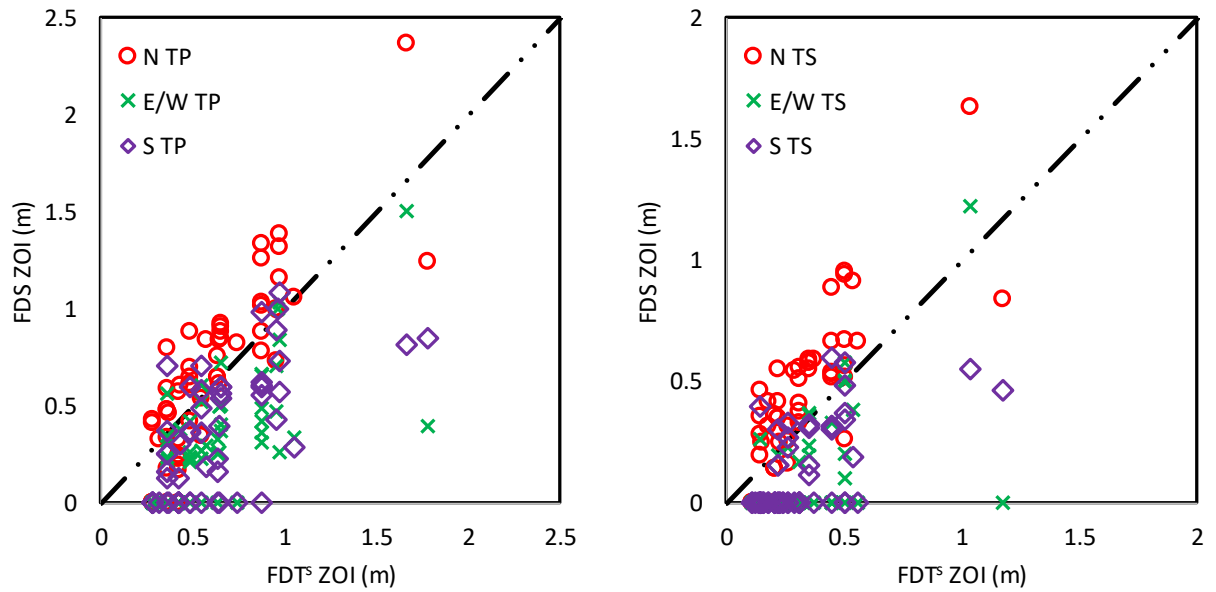 2.5
2
1.5
1
0.5
0
FDS ZOI (m)
N TP
E/W TP
S TP
0 0.5 1 1.5 2 2.5
FDTˢ ZOI (m)
2
1.5
1
0.5
0
FDS ZOI (m)
N TS
E/W TS
S TS
0 0.5 1 1.5 2
FDTˢ ZOI (m)